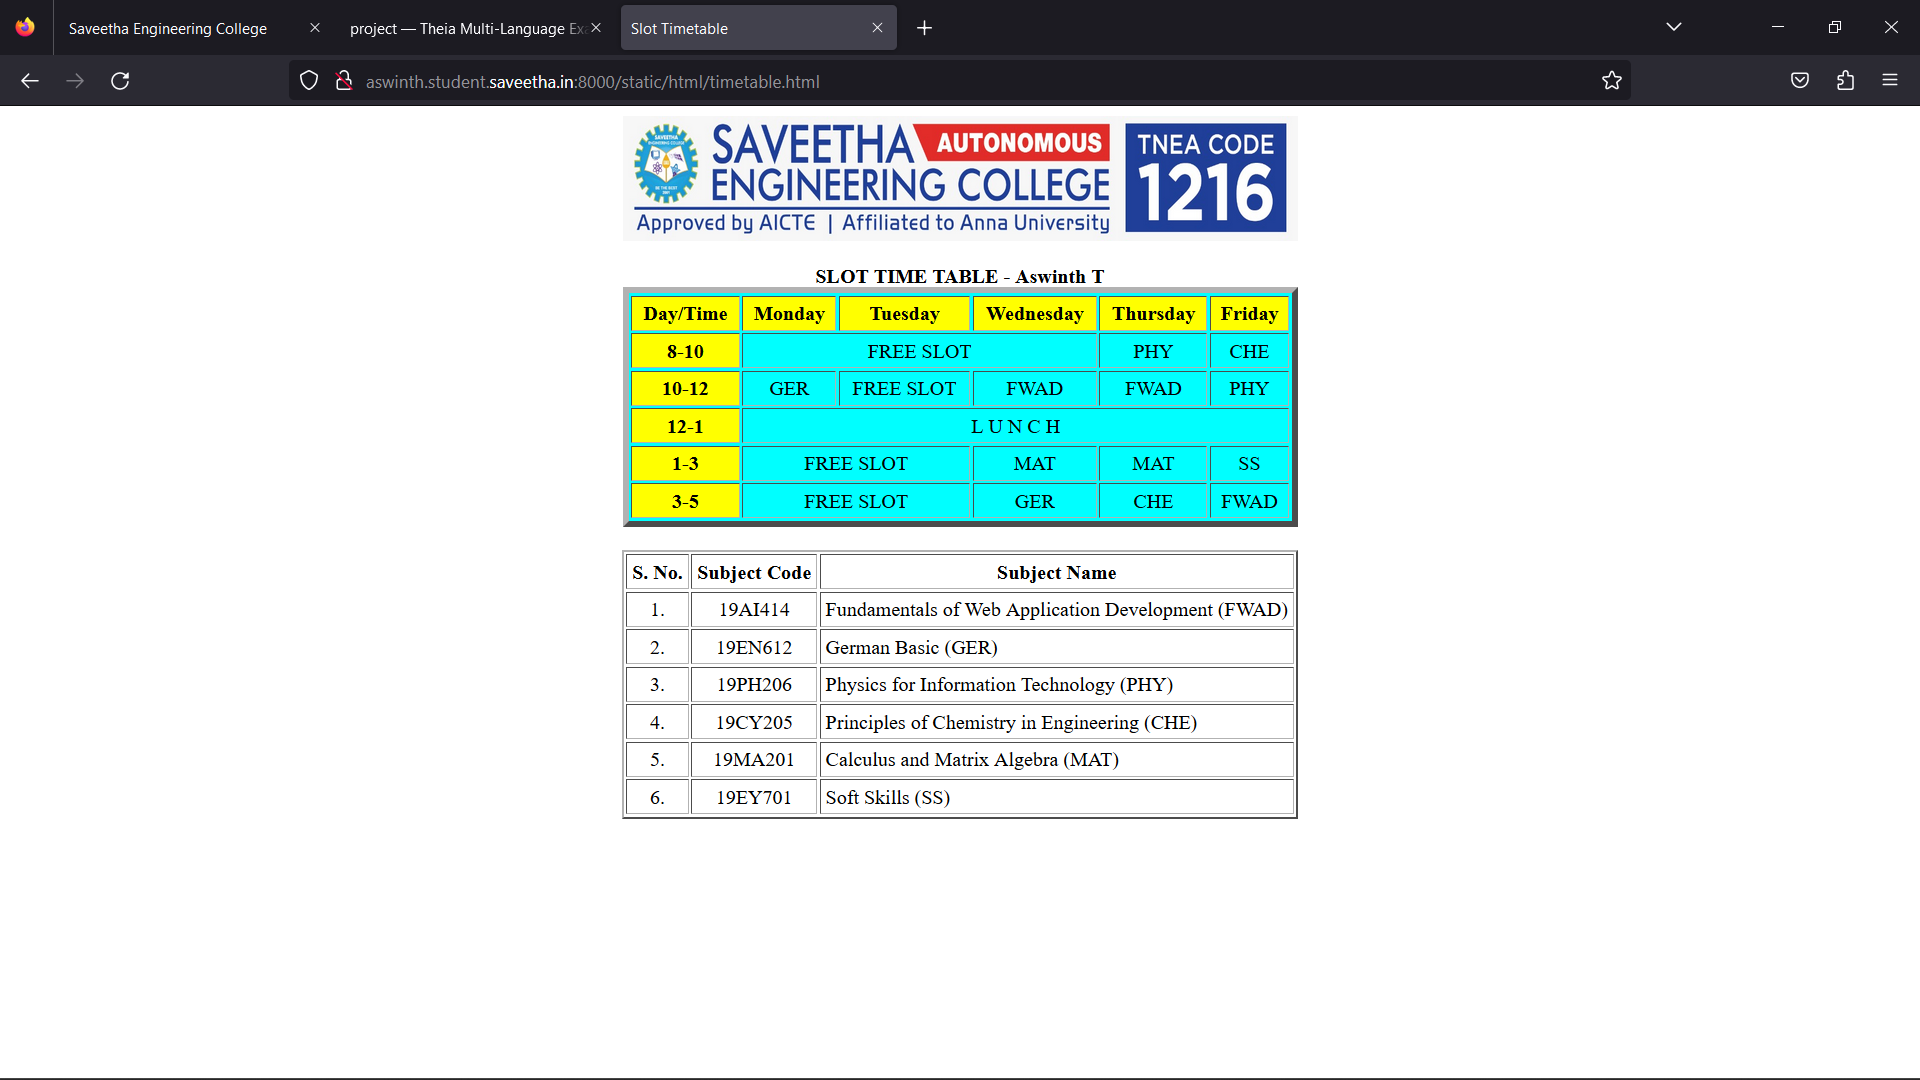 Saveetha Engineering College
project — Theia Multi-Language
Slot Timetable
aswinth.student.saveetha.in:8000/static/html/timetable.html
SAVEETHA AUTONOMOUS
ENGINEERING COLLEGE
Approved by AICTE | Affiliated to Anna University
TNEA CODE
1216
SLOT TIME TABLE - Aswinth T
Day/Time Monday Tuesday Wednesday Thursday Friday
8-10 FREE SLOT PHY CHE
10-12 GER FREE SLOT FWAD FWAD PHY
12-1 L U N C H
1-3 FREE SLOT MAT MAT SS
3-5 FREE SLOT GER CHE FWAD
S. No. Subject Code Subject Name
1. 19AI414 Fundamentals of Web Application Development (FWAD)
2. 19EN612 German Basic (GER)
3. 19PH206 Physics for Information Technology (PHY)
4. 19CY205 Principles of Chemistry in Engineering (CHE)
5. 19MA201 Calculus and Matrix Algebra (MAT)
6. 19EY701 Soft Skills (SS)